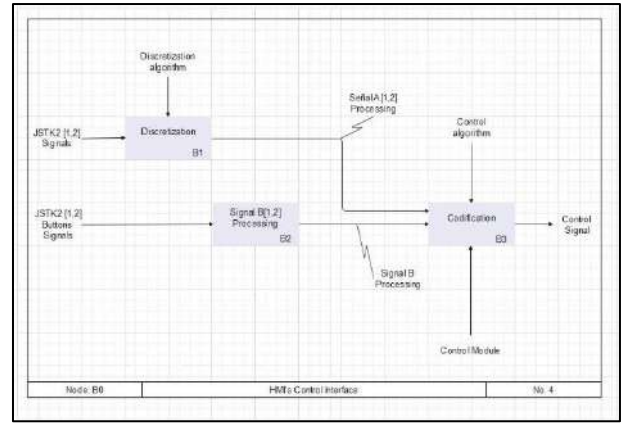 Discretization
algorithm
JSTK2 [1,2]
Signals
Discretization
B1
SeñalA [1,2]
Processing
Control
algorithm
JSTK2 [1,2]
Buttons
Signals
Signal B[1,2]
Processing
B2
Codification
B3
Control
Signal
Signal B
Processing
Control Module
Node: B0
HMI's Control interface
No. 4